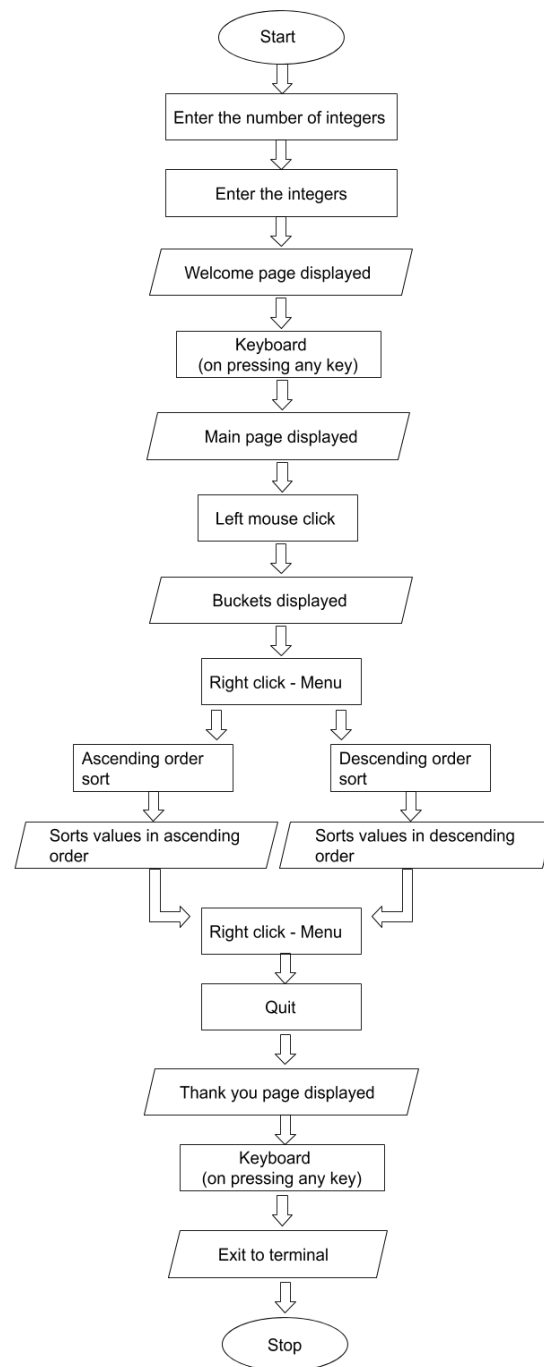 Start
Enter the number of integers
Enter the integers
Welcome page displayed
Keyboard
(on pressing any key)
Main page displayed
Left mouse click
Buckets displayed
Right click - Menu
Ascending order
sort
Descending order
sort
Sorts values in ascending
order
Sorts values in descending
order
Right click - Menu
Quit
Thank you page displayed
Keyboard
(on pressing any key)
Exit to terminal
Stop